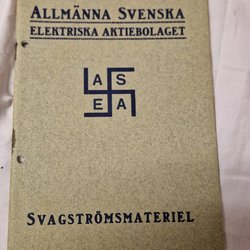 ALLMÄNNA SVENSKA
ELEKTRISKA AKTIEBOLAGET
A S
E A
SVAGSTRÖMSMATERIEL